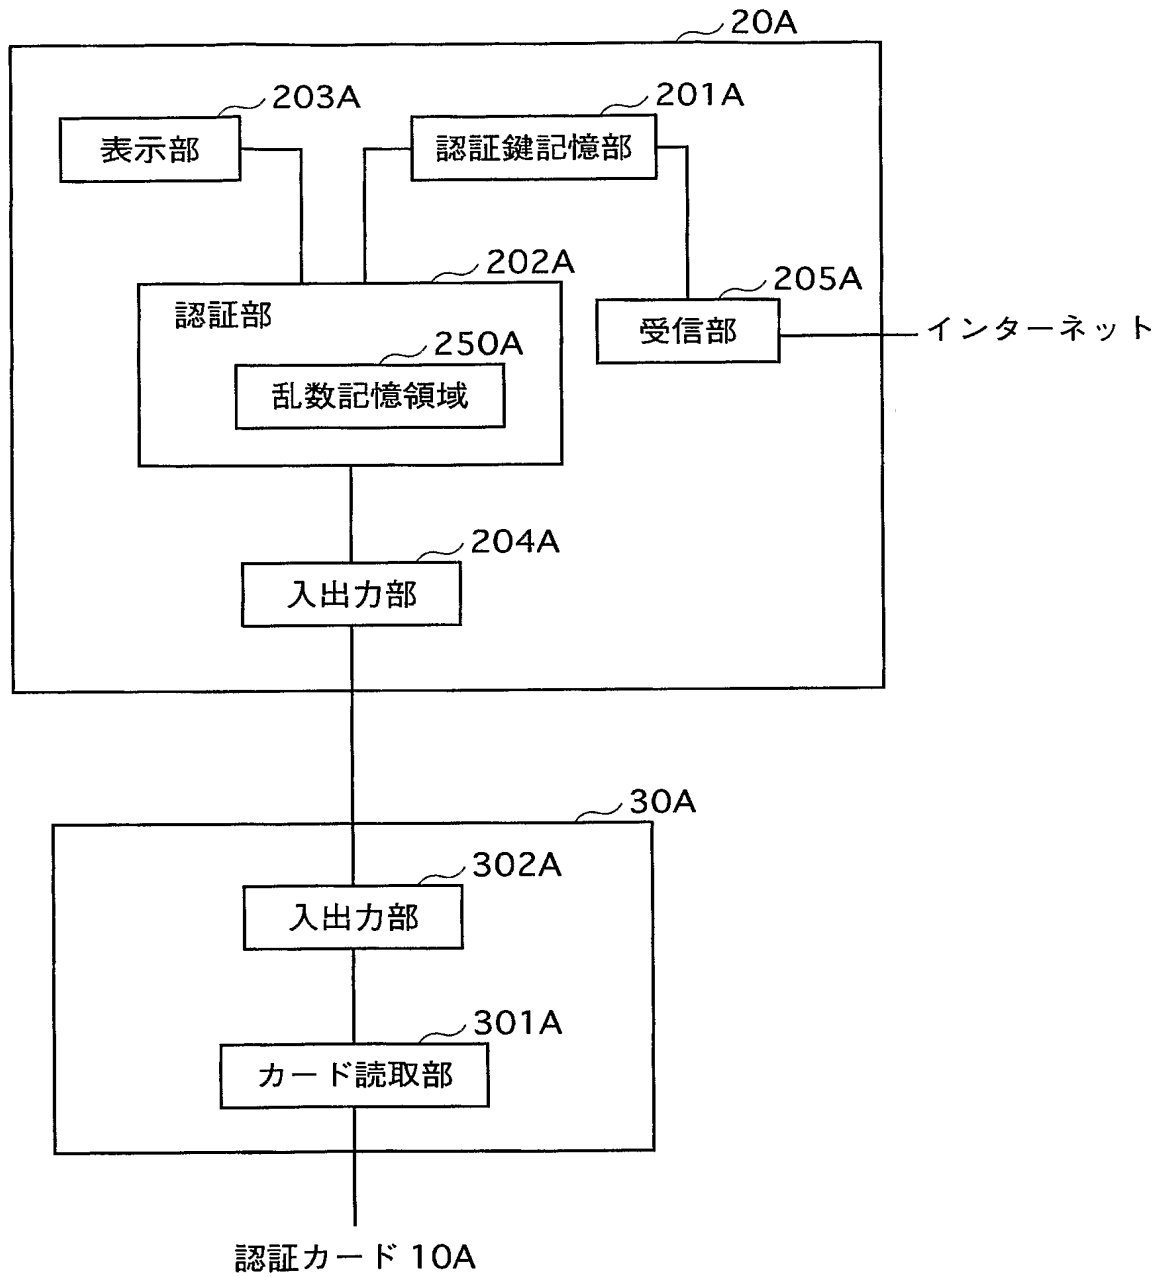 20A
203A
表示部
201A
認証鍵記憶部
202A
認証部
250A
乱数記憶領域
205A
受信部
インターネット
204A
入出力部
30A
302A
入出力部
301A
カード読取部
認証カード 10A